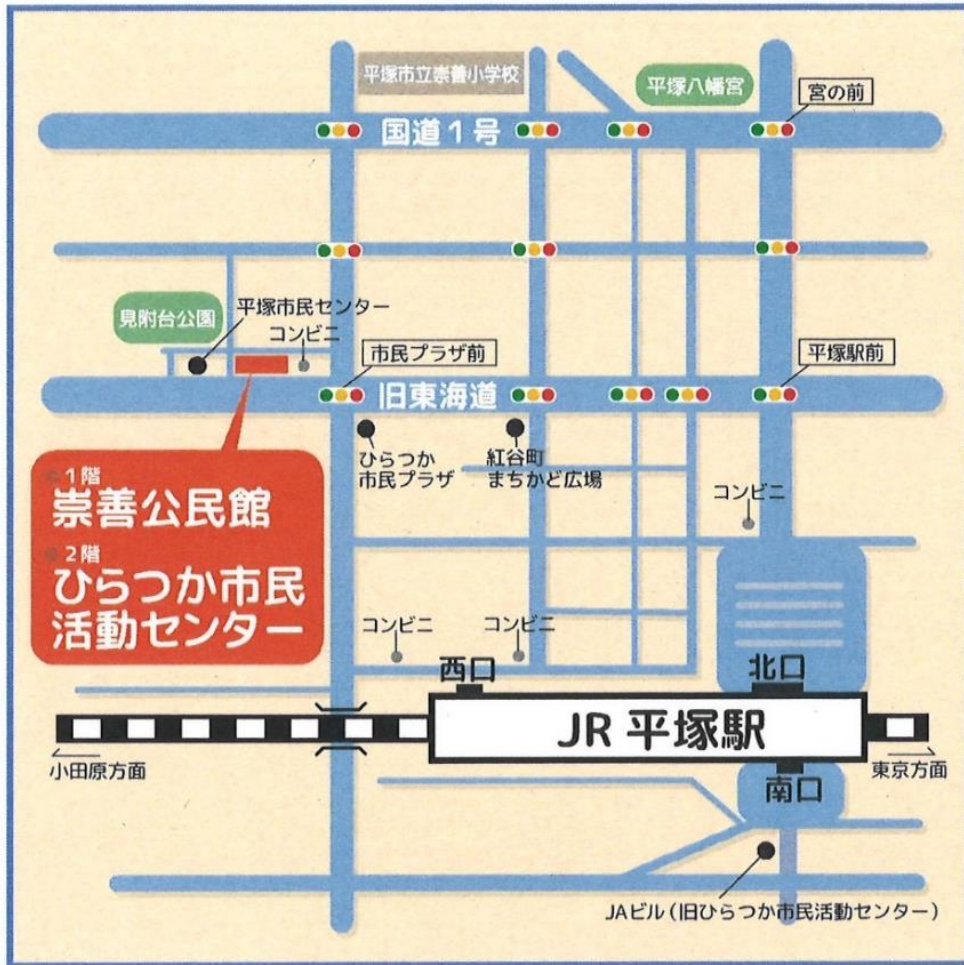 平塚市立崇善小学校
平塚八幡宮
宮の前
国道1号
見附台公園
平塚市民センター
コンビニ
市民プラザ前
平塚駅前
旧東海道
ひらつか
市民プラザ
紅谷町
まちかど広場
コンビニ
1階
崇善公民館
2階
ひらつか市民
活動センター
コンビニ
コンビニ
西口
北口
JR 平塚駅
小田原方面
東京方面
南口
JAビル(旧ひらつか市民活動センター)